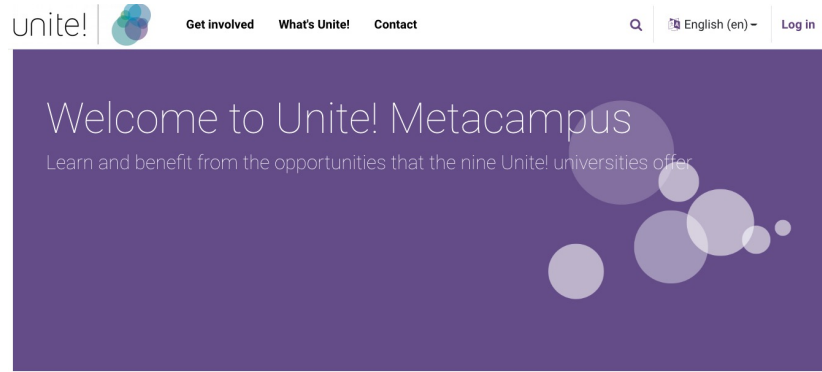 unite!
Get involved What's Unite! Contact English (en) Log in
Welcome to Unite! Metacampus
Learn and benefit from the opportunities that the nine Unite! universities offer